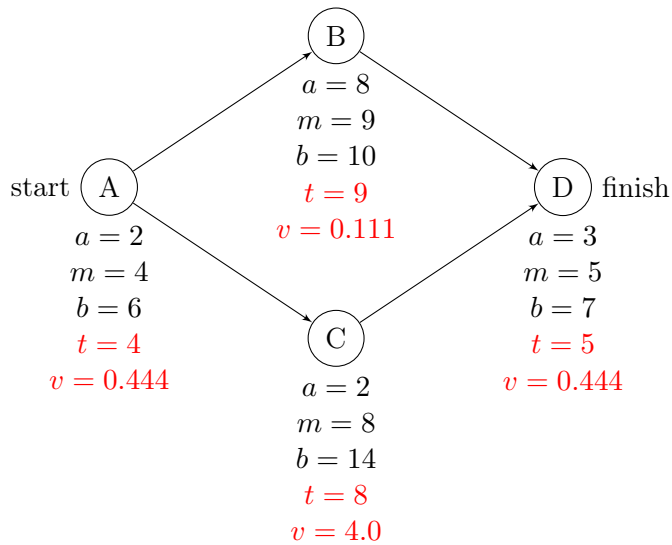 B
a = 8
m = 9
b = 10
t = 9
v = 0.111
start A
a = 2
m = 4
b = 6
t = 4
v = 0.444
D finish
a = 3
m = 5
b = 7
t = 5
v = 0.444
C
a = 2
m = 8
b = 14
t = 8
v = 4.0